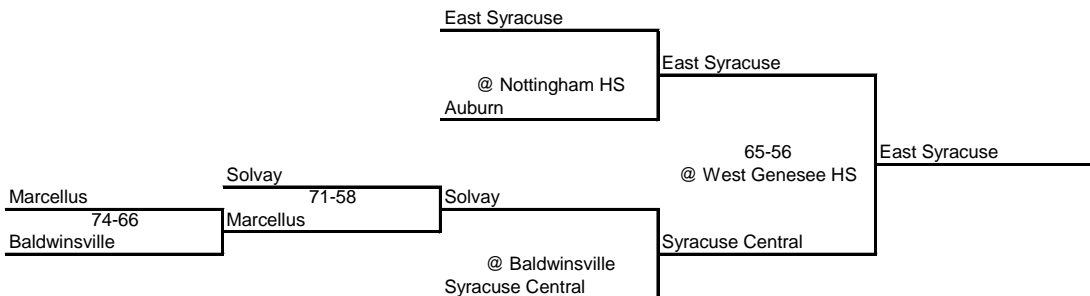 East Syracuse
East Syracuse
@ Nottingham HS
Auburn
65-56
East Syracuse
@ West Genesee HS
Solvay
Marcellus
71-58
Solvay
74-66
Marcellus
Baldwinsville
Syracuse Central
@ Baldwinsville
Syracuse Central